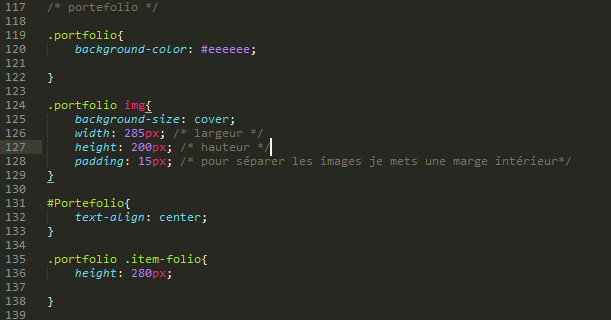 117 /* portefolio */
118
119 .portfolio{
120 background-color: #eeeeee;
121
122 }
123
124 .portfolio img{
125 background-size: cover;
126 width: 285px; /* largeur */
127 height: 200px; /* hauteur */
128 padding: 15px; /* pour séparer les images je mets une marge intérieur*/
129 }
130
131 #Portefolio{
132 text-align: center;
133 }
134
135 .portfolio .item-folio{
136 height: 280px;
137
138 }
139